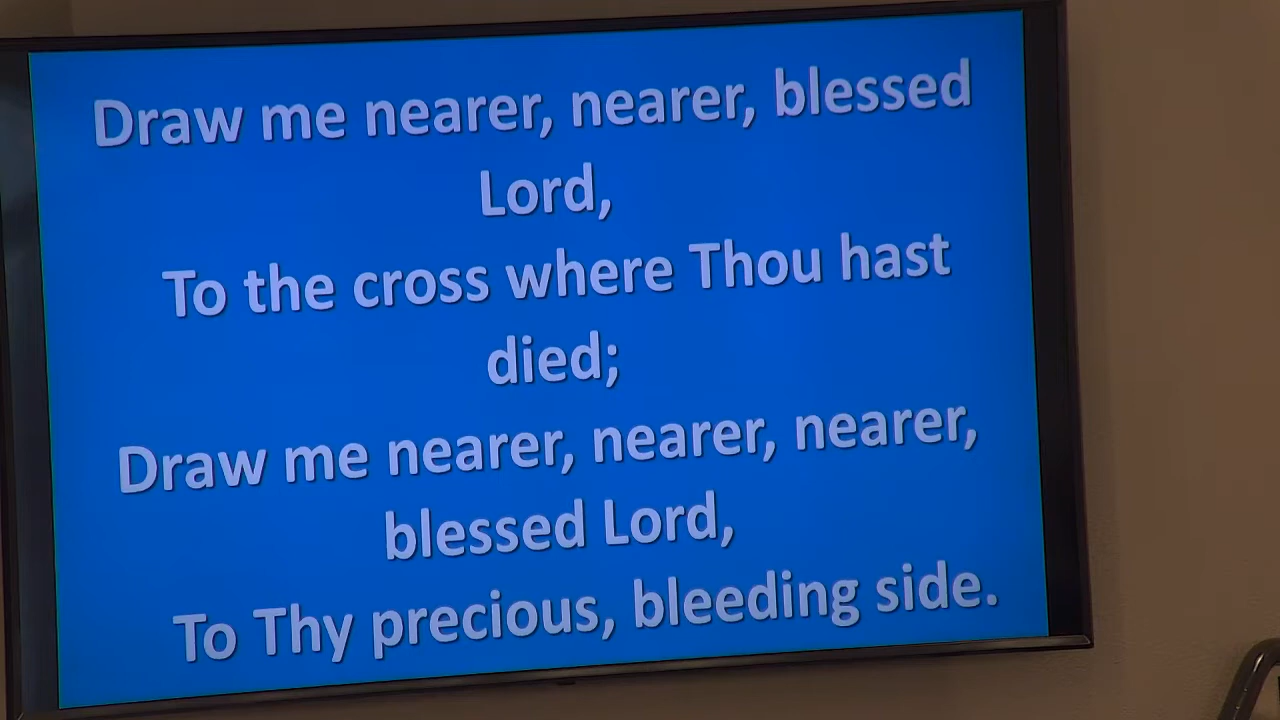 Draw me nearer, nearer, blessed
Lord,
To the cross where Thou hast
died;
Draw me nearer, nearer, nearer,
blessed Lord,
To Thy precious, bleeding side.